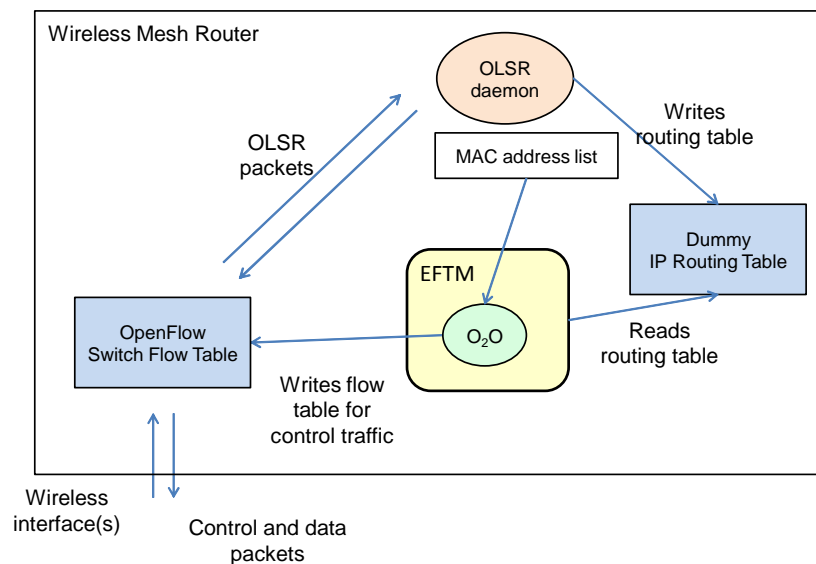 Wireless Mesh Router
OLSR
daemon
Writes
routing table
OLSR
packets
MAC address list
Dummy
IP Routing Table
EFTM
O₂O
OpenFlow
Switch Flow Table
Reads
routing table
Writes flow
table for
control traffic
Wireless
interface(s)
Control and data
packets